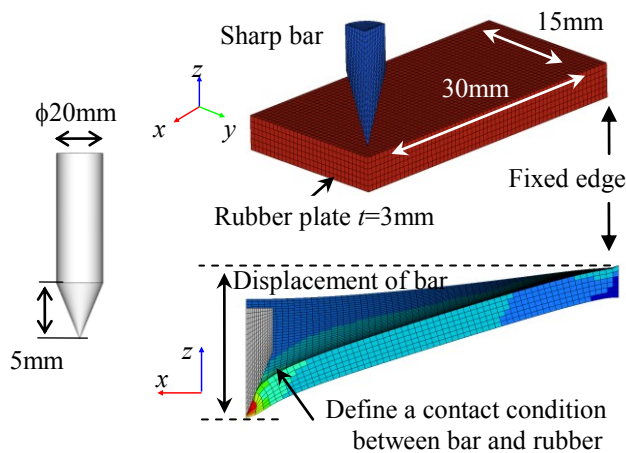 Sharp bar
15mm
z
30mm
ϕ20mm
x
y
Fixed edge
Rubber plate t=3mm
Displacement of bar
5mm
z
x
Define a contact condition
between bar and rubber